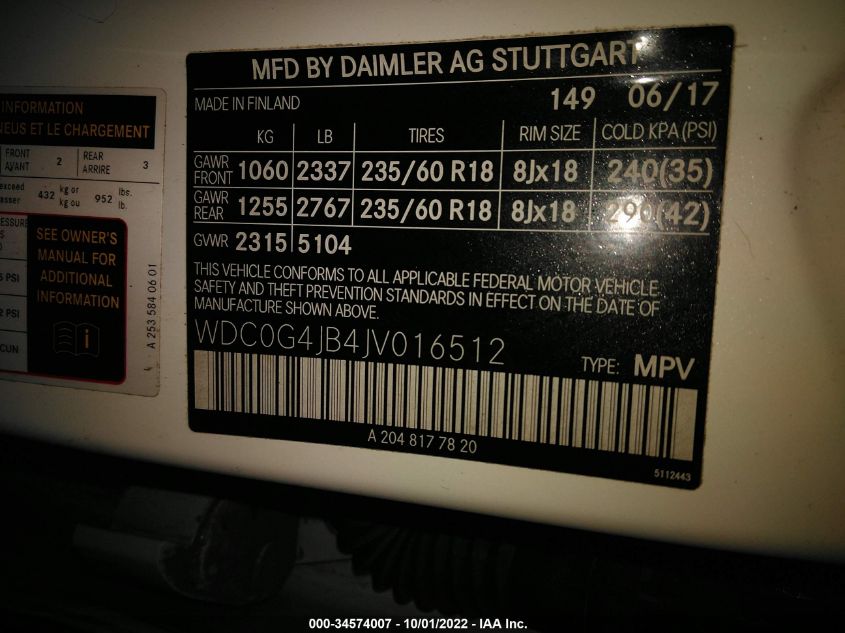 INFORMATION
NEUS ET LE CHARGEMENT
FRONT
AVANT
2
REAR
ARRIERE
3
exceed
asser
432
kg or
kg ou
952
lbs.
lb.
PSI
PSI
SEE OWNER'S
MANUAL FOR
ADDITIONAL
INFORMATION
i
A 253 584 06 01
MFD BY DAIMLER AG STUTTGART
MADE IN FINLAND 149 06/17
KG LB TIRES RIM SIZE COLD KPA (PSI)
GAWR FRONT 1060 2337 235/60 R18 8Jx18 240(35)
GAWR REAR 1255 2767 235/60 R18 8Jx18 290(42)
GVWR 2315 5104
THIS VEHICLE CONFORMS TO ALL APPLICABLE FEDERAL MOTOR VEHICLE
SAFETY AND THEFT PREVENTION STANDARDS IN EFFECT ON THE DATE OF
MANUFACTURE SHOWN ABOVE.
WDC0G4JB4JV016512
TYPE: MPV
A 204 817 78 20
5112443
000-34574007 - 10/01/2022 - IAA Inc.